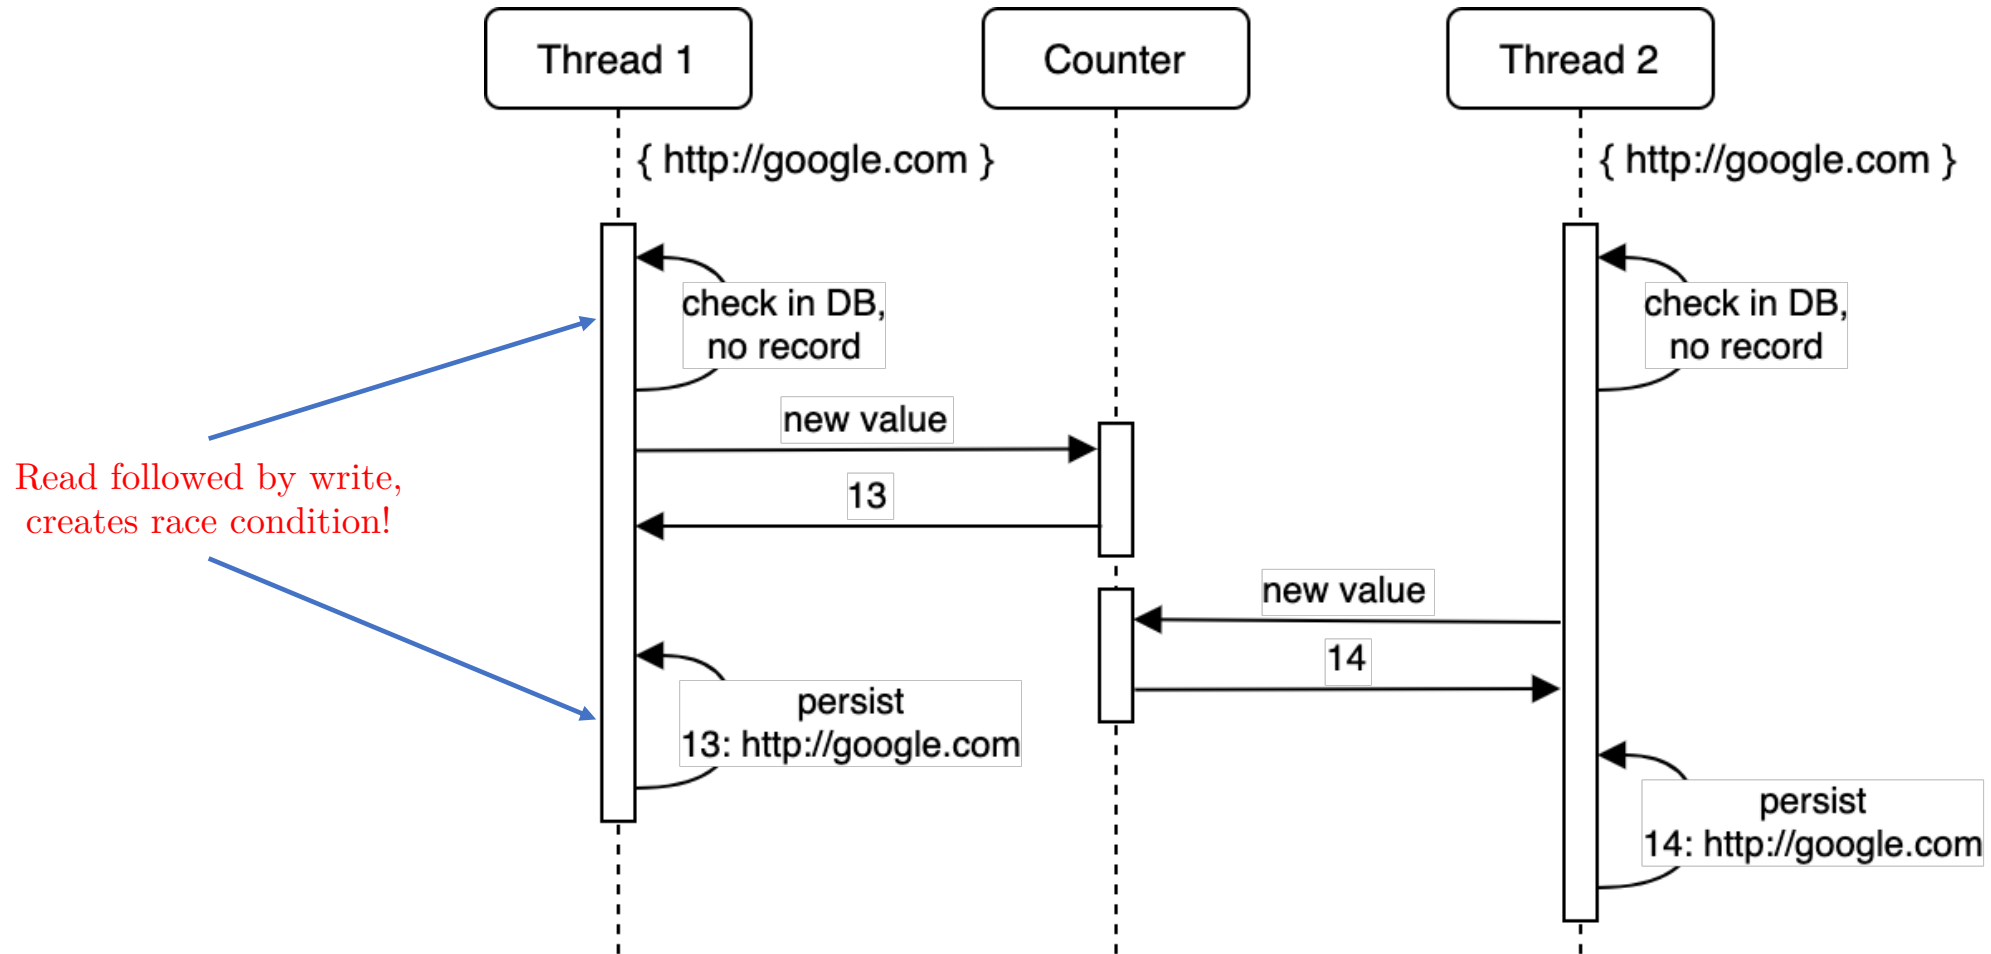 Thread 1
Counter
Thread 2
{ http://google.com }
{ http://google.com }
check in DB,
no record
check in DB,
no record
new value
Read followed by write,
creates race condition!
13
new value
14
persist
13: http://google.com
persist
14: http://google.com